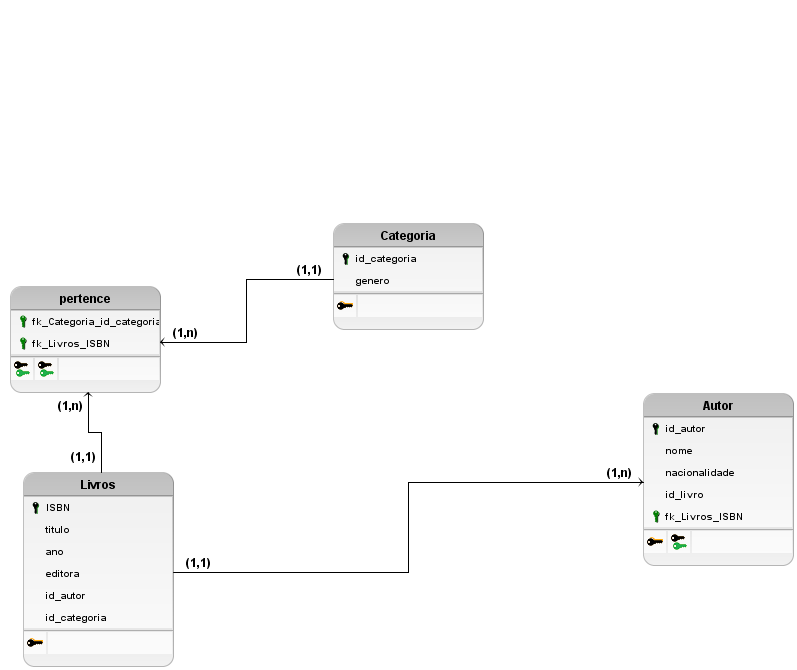 Categoria
id_categoria
genero
(1,1)
pertence
fk_Categoria_id_categoria
fk_Livros_ISBN
(1,n)
(1,n)
(1,1)
Livros
ISBN
titulo
ano
editora
id_autor
id_categoria
(1,1)
(1,n)
Autor
id_autor
nome
nacionalidade
id_livro
fk_Livros_ISBN